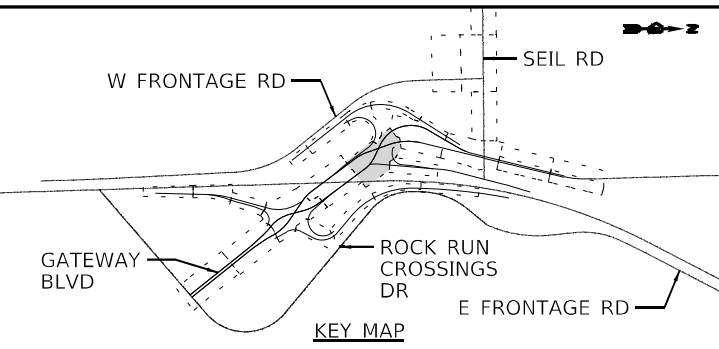 SEIL RD
W FRONTAGE RD
GATEWAY
BLVD
ROCK RUN
CROSSINGS
DR
E FRONTAGE RD
KEY MAP
Z